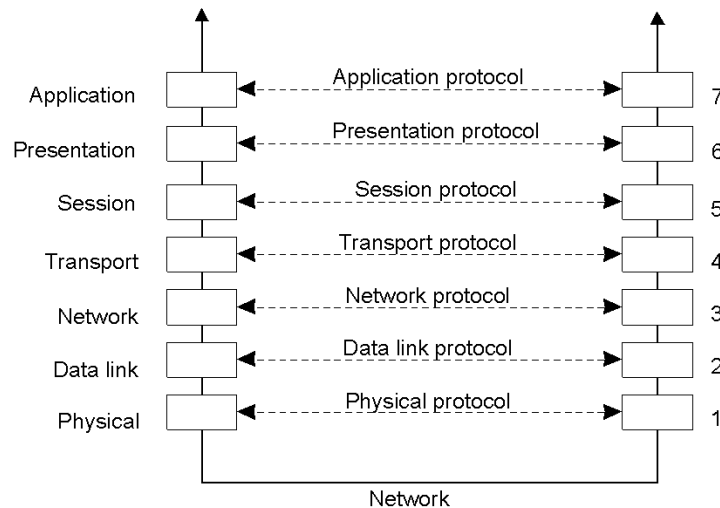 Application
Application protocol
7
Presentation
Presentation protocol
6
Session
Session protocol
5
Transport
Transport protocol
4
Network
Network protocol
3
Data link
Data link protocol
2
Physical
Physical protocol
1
Network